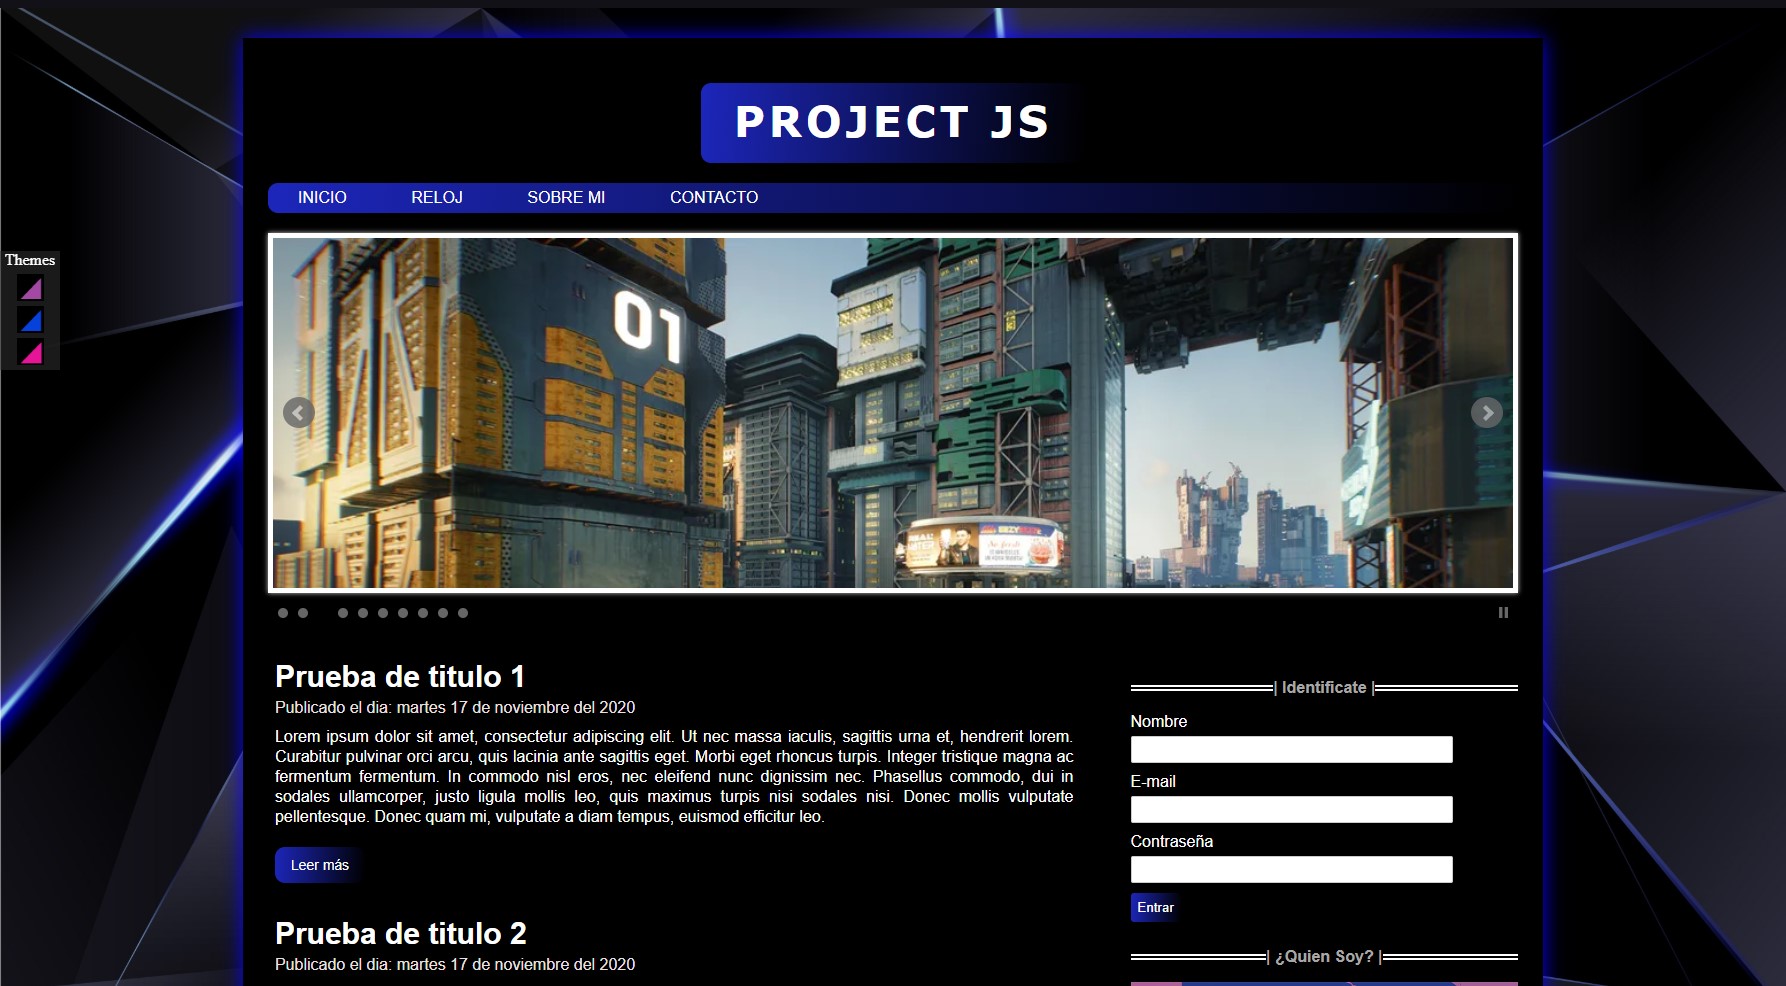 PROJECT JS
INICIO RELOJ SOBRE MI CONTACTO
Themes
01
Prueba de titulo 1
Publicado el dia: martes 17 de noviembre del 2020
Lorem ipsum dolor sit amet, consectetur adipiscing elit. Ut nec massa iaculis, sagittis urna et, hendrerit lorem.
Curabitur pulvinar orci arcu, quis lacinia ante sagittis eget. Morbi eget rhoncus turpis. Integer tristique magna ac
fermentum fermentum. In commodo nisl eros, nec eleifend nunc dignissim nec. Phasellus commodo, dui in
sodales ullamcorper, justo ligula mollis leo, quis maximus turpis nisi sodales nisi. Donec mollis vulputate
pellentesque. Donec quam mi, vulputate a diam tempus, euismod efficitur leo.
Leer más
Prueba de titulo 2
Publicado el dia: martes 17 de noviembre del 2020
| Identificate |
Nombre
E-mail
Contraseña
Entrar
| ¿Quien Soy? |